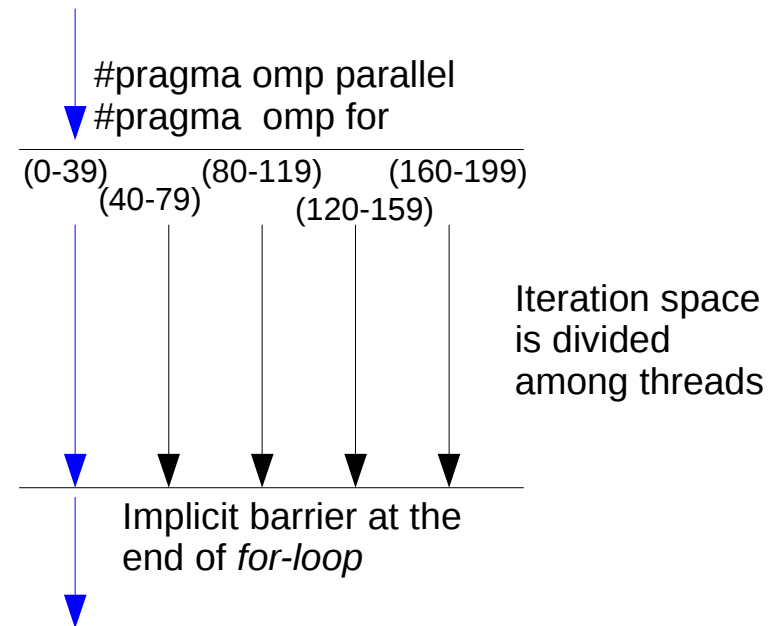 #pragma omp parallel
#pragma  omp for
(0-39)
(40-79)
(80-119)
(120-159)
(160-199)
Iteration space
is divided
among threads
Implicit barrier at the
end of for-loop